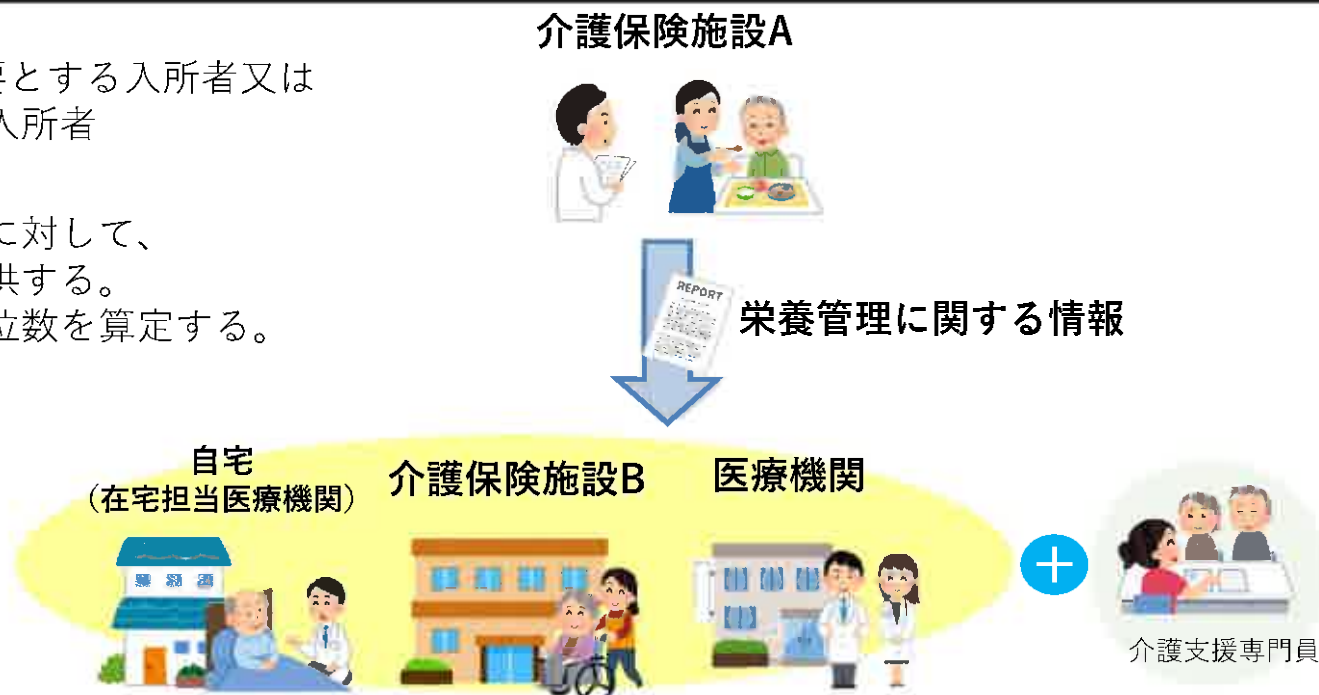 介護保険施設A
要とする入所者又は
入所者
に対して、
供する。
位数を算定する。
REPORT
栄養管理に関する情報
自宅
（在宅担当医療機関）
介護保険施設B
医療機関
介護支援専門員